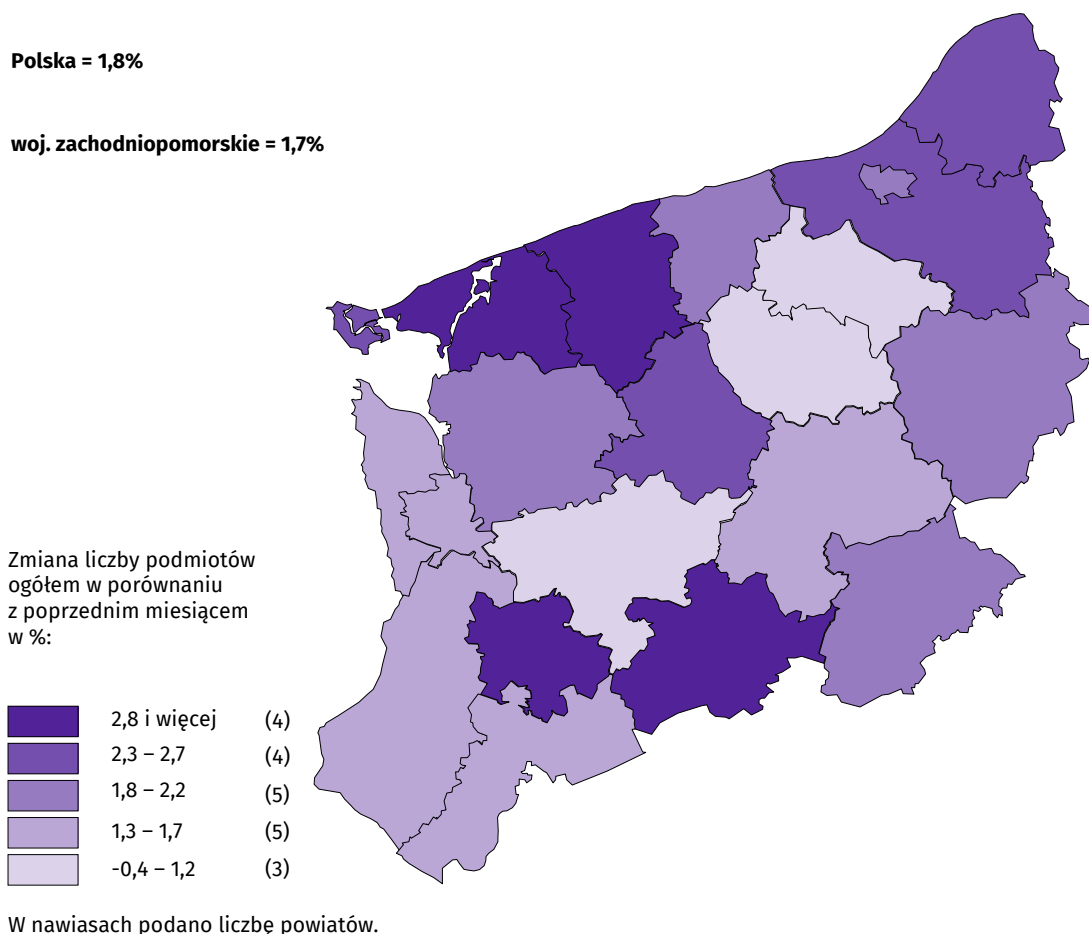 Polska = 1,8%
woj. zachodniopomorskie = 1,7%
Zmiana liczby podmiotów
ogółem w porównaniu
z poprzednim miesiącem
w %:
2,8 i więcej (4)
2,3 – 2,7 (4)
1,8 – 2,2 (5)
1,3 – 1,7 (5)
-0,4 – 1,2 (3)
W nawiasach podano liczbę powiatów.